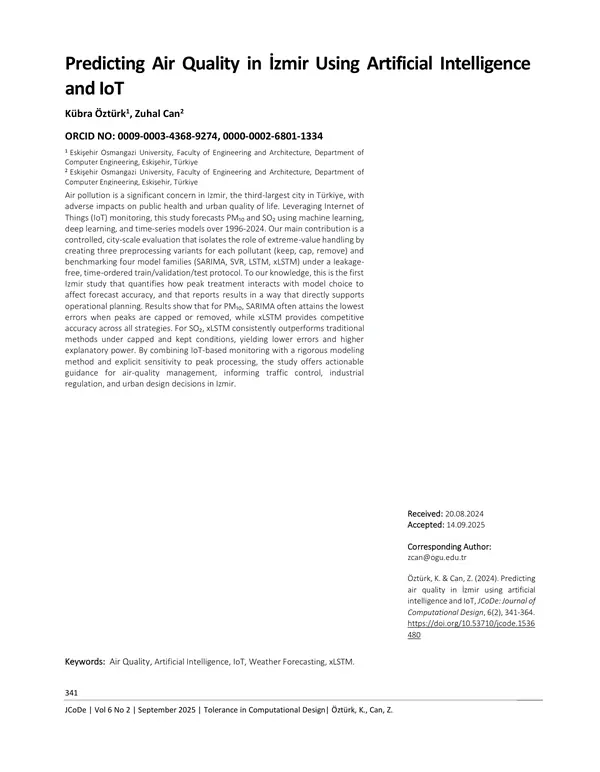 Predicting Air Quality in İzmir Using Artificial Intelligence
and IoT
Kübra Öztürk¹, Zuhal Can²
ORCID NO: 0009-0003-4368-9274, 0000-0002-6801-1334
¹ Eskişehir Osmangazi University, Faculty of Engineering and Architecture, Department of
Computer Engineering, Eskişehir, Türkiye
² Eskişehir Osmangazi University, Faculty of Engineering and Architecture, Department of
Computer Engineering, Eskişehir, Türkiye
Air pollution is a significant concern in Izmir, the third-largest city in Türkiye, with
adverse impacts on public health and urban quality of life. Leveraging Internet of
Things (IoT) monitoring, this study forecasts PM₁₀ and SO₂ using machine learning,
deep learning, and time-series models over 1996-2024. Our main contribution is a
controlled, city-scale evaluation that isolates the role of extreme-value handling by
creating three preprocessing variants for each pollutant (keep, cap, remove) and
benchmarking four model families (SARIMA, SVR, LSTM, xLSTM) under a leakage-
free, time-ordered train/validation/test protocol. To our knowledge, this is the first
Izmir study that quantifies how peak treatment interacts with model choice to
affect forecast accuracy, and that reports results in a way that directly supports
operational planning. Results show that for PM₁₀, SARIMA often attains the lowest
errors when peaks are capped or removed, while xLSTM provides competitive
accuracy across all strategies. For SO₂, xLSTM consistently outperforms traditional
methods under capped and kept conditions, yielding lower errors and higher
explanatory power. By combining IoT-based monitoring with a rigorous modeling
method and explicit sensitivity to peak processing, the study offers actionable
guidance for air-quality management, informing traffic control, industrial
regulation, and urban design decisions in Izmir.
Received: 20.08.2024
Accepted: 14.09.2025
Corresponding Author:
zcan@ogu.edu.tr
Öztürk, K. & Can, Z. (2024). Predicting
air quality in İzmir using artificial
intelligence and IoT, JCoDe: Journal of
Computational Design, 6(2), 341-364.
https://doi.org/10.53710/jcode.1536
480
Keywords: Air Quality, Artificial Intelligence, IoT, Weather Forecasting, xLSTM.
341
JCoDe | Vol 6 No 2 | September 2025 | Tolerance in Computational Design| Öztürk, K., Can, Z.